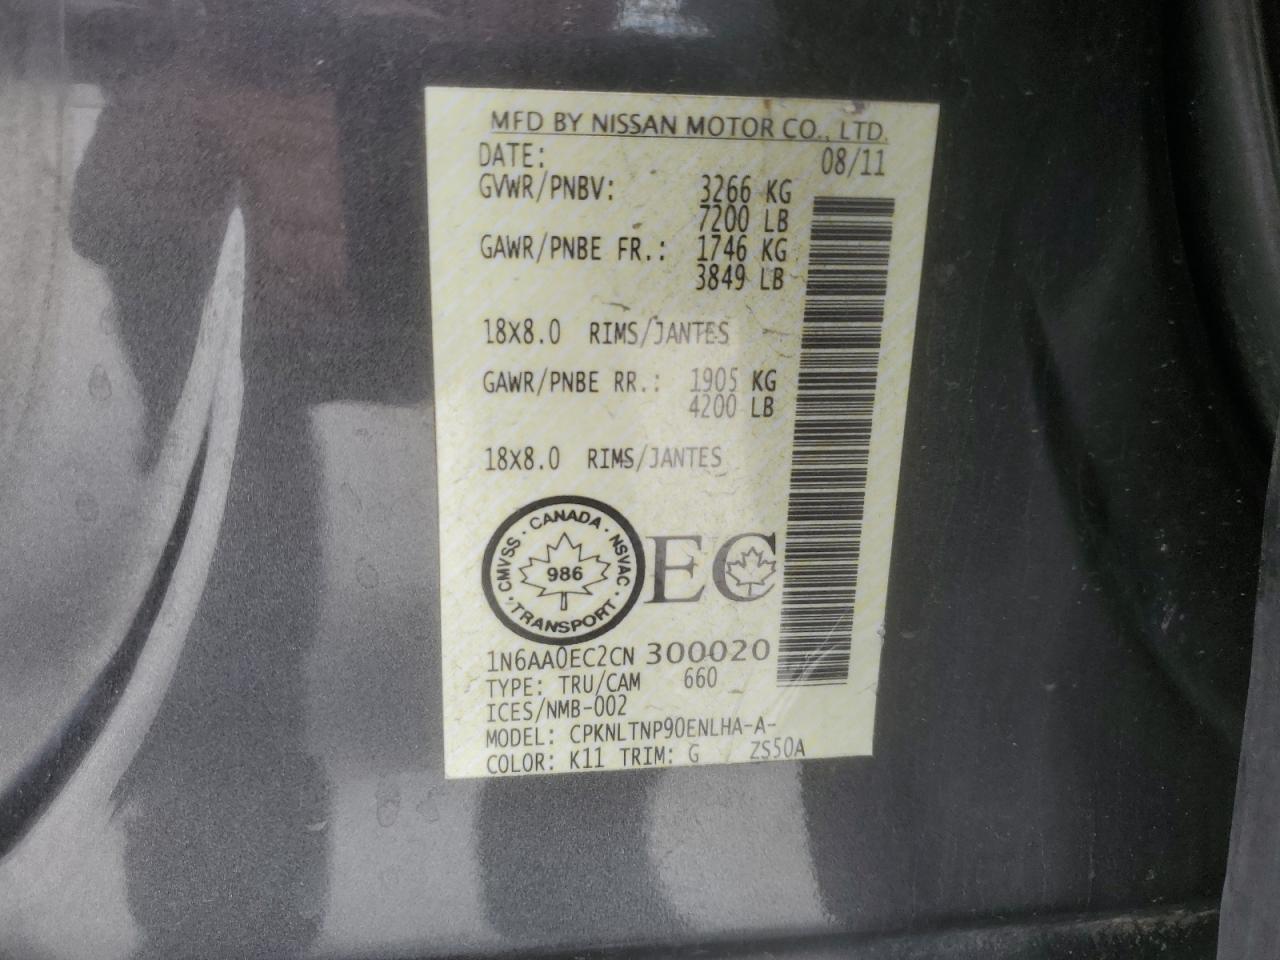 MFD BY NISSAN MOTOR CO., LTD.
DATE: 08/11
GVWR/PNBV: 3266 KG
7200 LB
GAWR/PNBE FR.: 1746 KG
3849 LB
18X8.0 RIMS/JANTES
GAWR/PNBE RR.: 1905 KG
4200 LB
18X8.0 RIMS/JANTES
CMVSS · CANADA · NSVAC · TRANSPORT ·
986
EC
1N6AA0EC2CN 300020
TYPE: TRU/CAM 660
ICES/NMB-002
MODEL: CPKNLTNP90ENLHA-A-
COLOR: K11 TRIM: G ZS50A